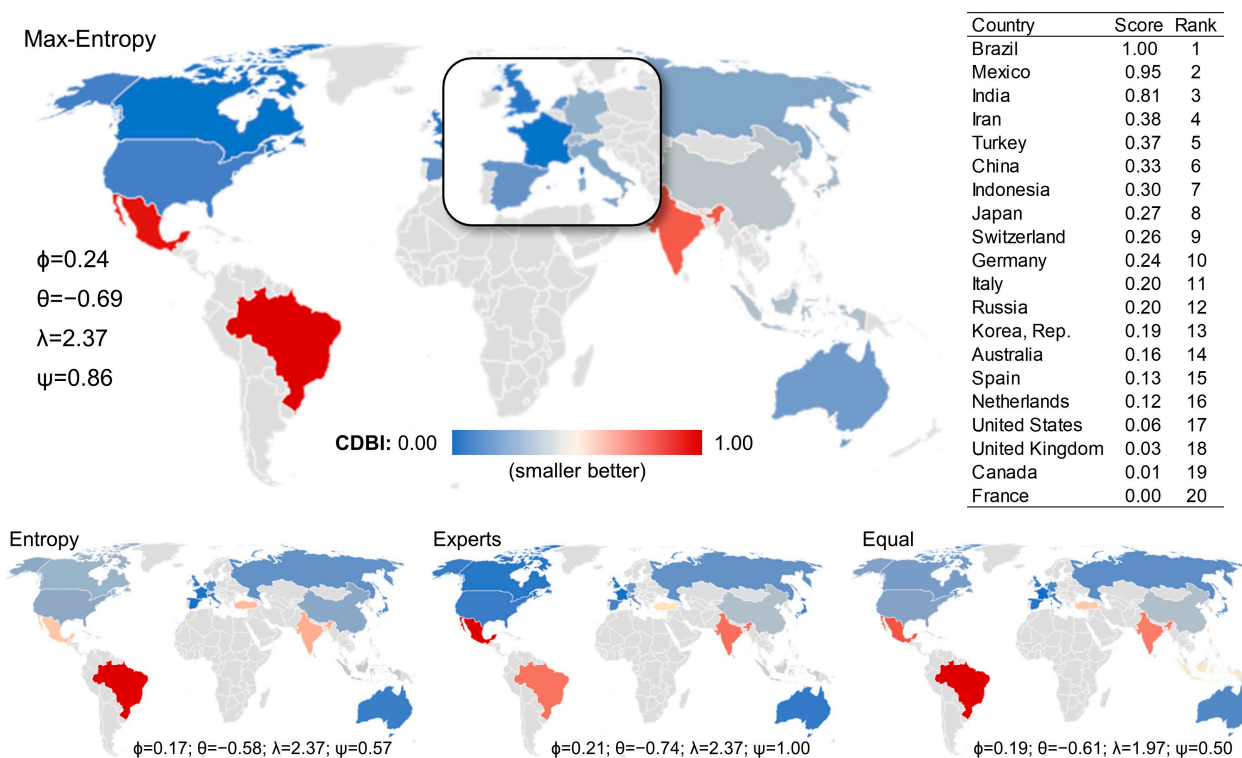 Max-Entropy
ϕ=0.24
θ=−0.69
λ=2.37
ψ=0.86
CDBI: 0.00 1.00
(smaller better)
Country Score Rank
Brazil 1.00 1
Mexico 0.95 2
India 0.81 3
Iran 0.38 4
Turkey 0.37 5
China 0.33 6
Indonesia 0.30 7
Japan 0.27 8
Switzerland 0.26 9
Germany 0.24 10
Italy 0.20 11
Russia 0.20 12
Korea, Rep. 0.19 13
Australia 0.16 14
Spain 0.13 15
Netherlands 0.12 16
United States 0.06 17
United Kingdom 0.03 18
Canada 0.01 19
France 0.00 20
Entropy
ϕ=0.17; θ=−0.58; λ=2.37; ψ=0.57
Experts
ϕ=0.21; θ=−0.74; λ=2.37; ψ=1.00
Equal
ϕ=0.19; θ=−0.61; λ=1.97; ψ=0.50